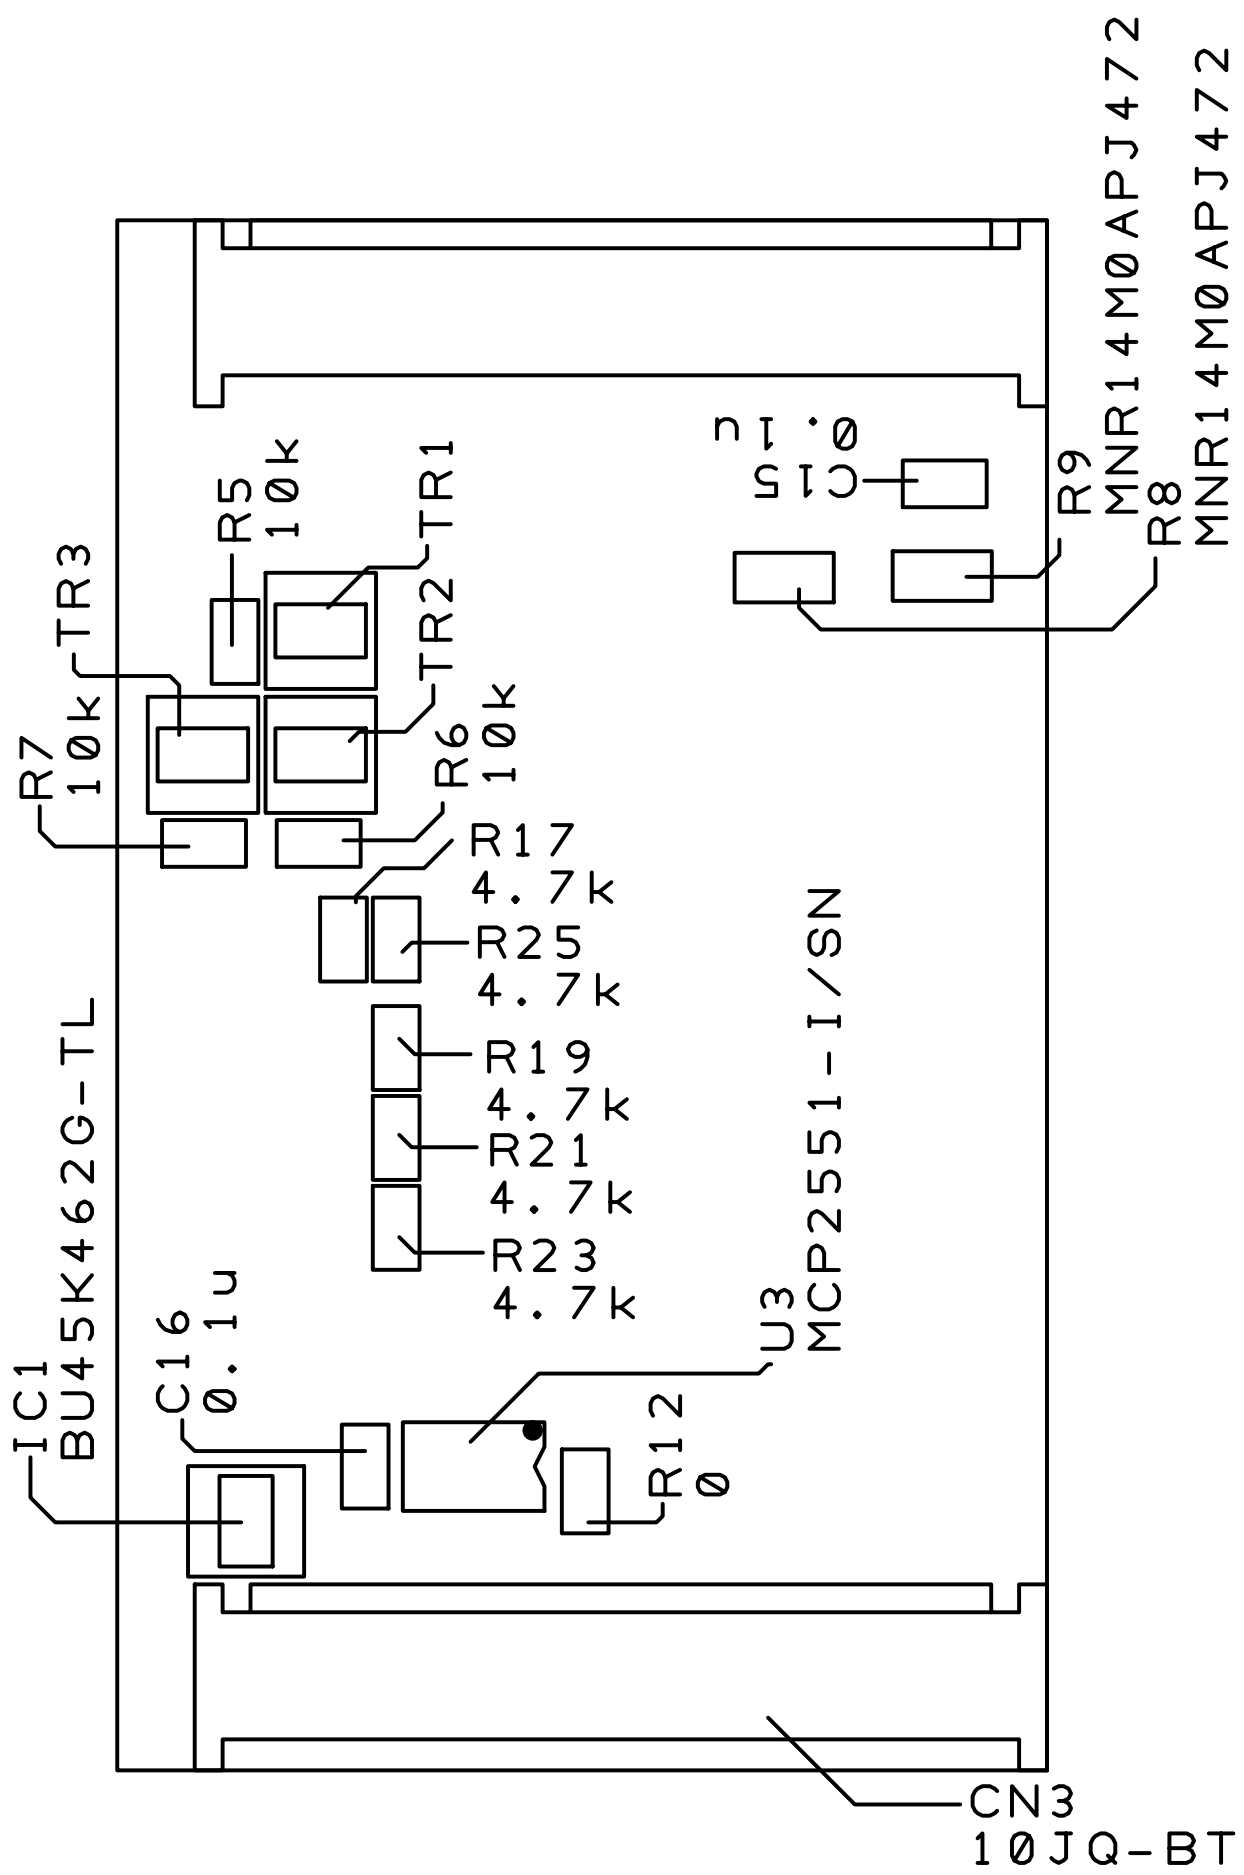 MNR14M0APJ472
R9
MNR14M0APJ472
R8
0.1u
C15
R5
10k
TR1
TR3
TR2
R7
10k
R6
10k
R17
4.7k
R25
4.7k
R19
4.7k
R21
4.7k
R23
4.7k
IC1
BU45K462G-TL
C16
0.1u
U3
MCP2551-I/SN
R12
0
CN3
10JQ-BT